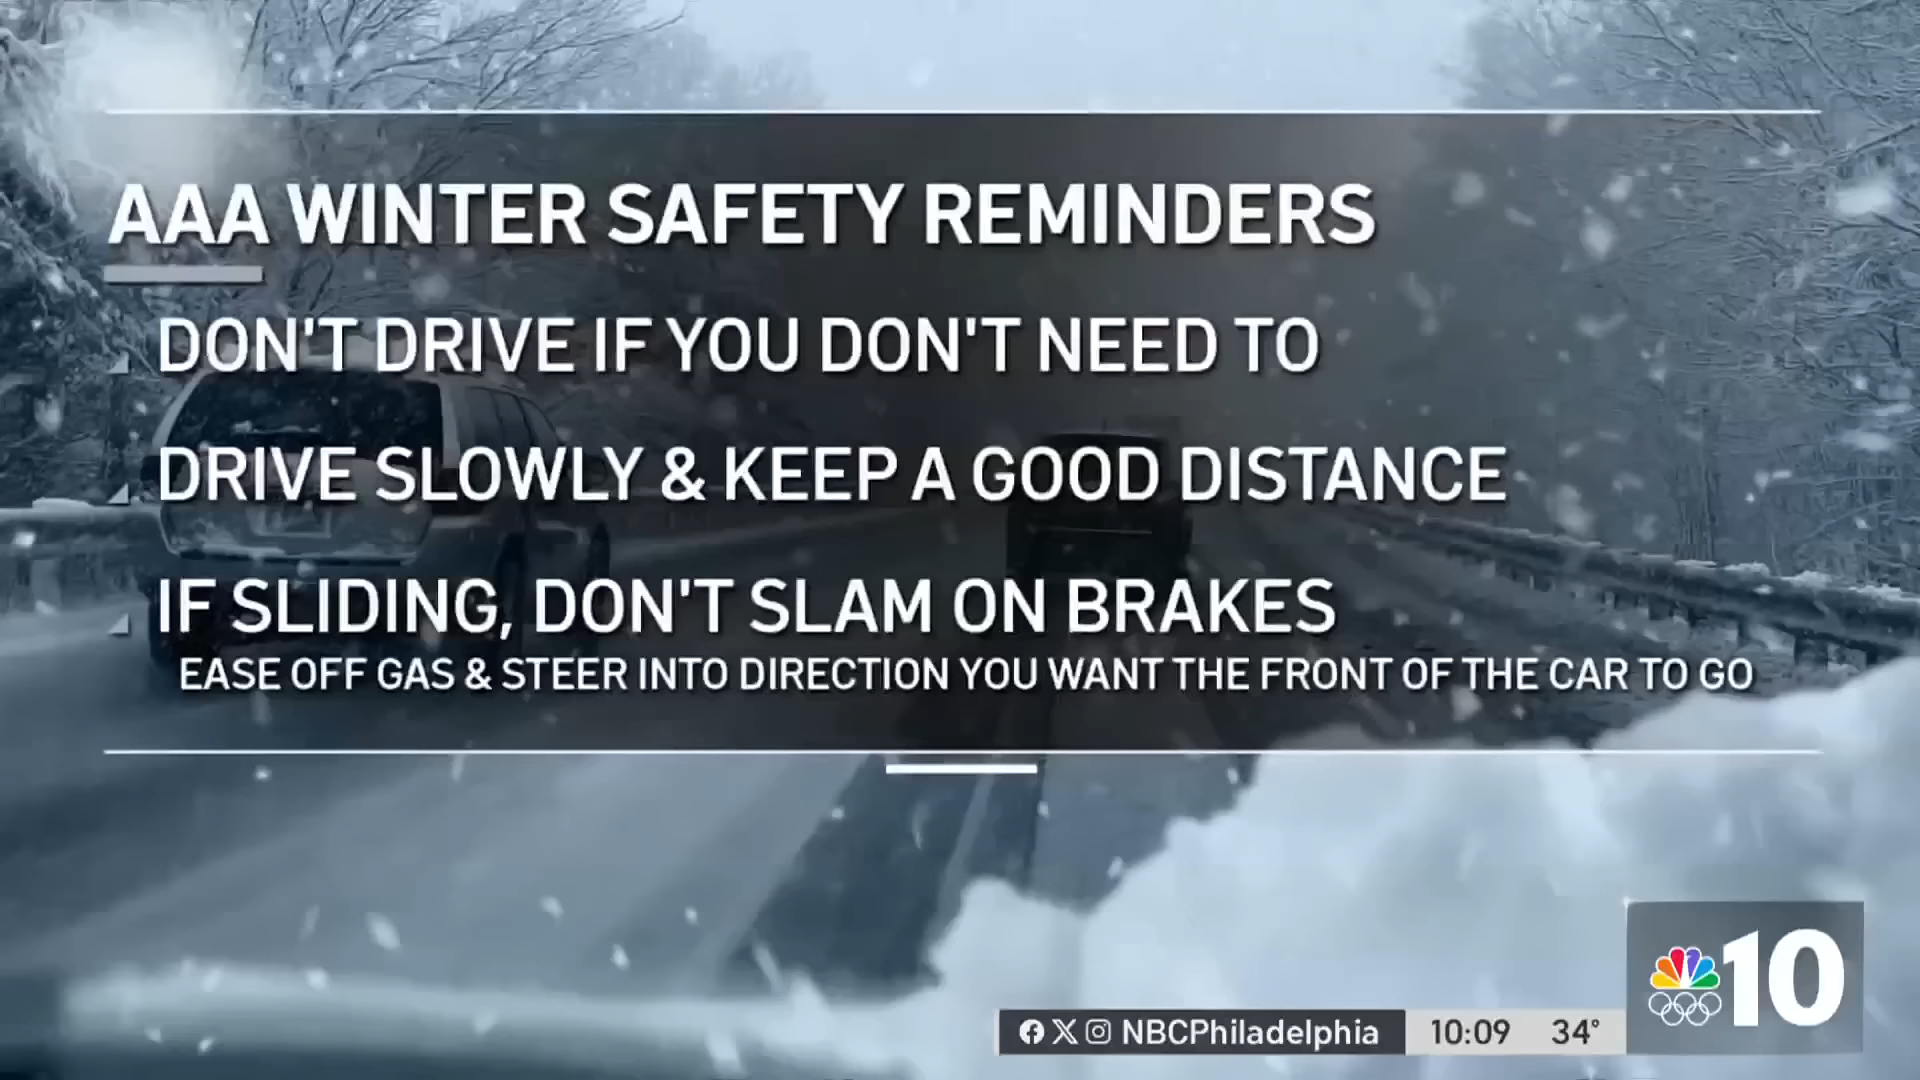 AAA WINTER SAFETY REMINDERS
DON'T DRIVE IF YOU DON'T NEED TO
DRIVE SLOWLY & KEEP A GOOD DISTANCE
IF SLIDING, DON'T SLAM ON BRAKES
EASE OFF GAS & STEER INTO DIRECTION YOU WANT THE FRONT OF THE CAR TO GO
10
NBCPhiladelphia 10:09 34°